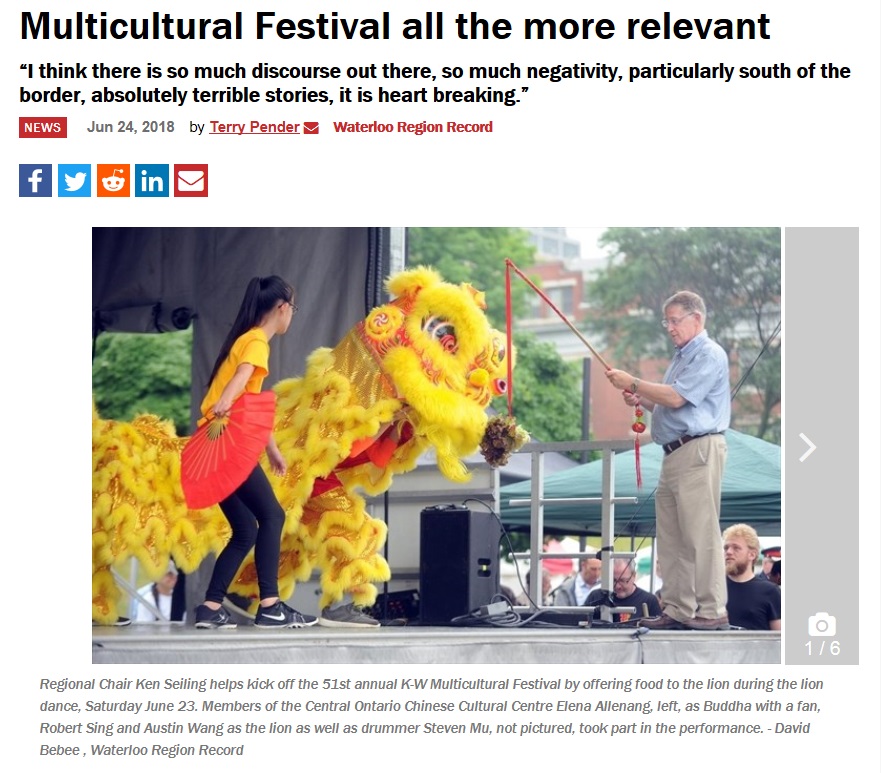 Multicultural Festival all the more relevant
“I think there is so much discourse out there, so much negativity, particularly south of the
border, absolutely terrible stories, it is heart breaking.”
NEWS Jun 24, 2018 by Terry Pender Waterloo Region Record
1 / 6
Regional Chair Ken Seiling helps kick off the 51st annual K-W Multicultural Festival by offering food to the lion during the lion
dance, Saturday June 23. Members of the Central Ontario Chinese Cultural Centre Elena Allenang, left, as Buddha with a fan,
Robert Sing and Austin Wang as the lion as well as drummer Steven Mu, not pictured, took part in the performance. - David
Bebee , Waterloo Region Record